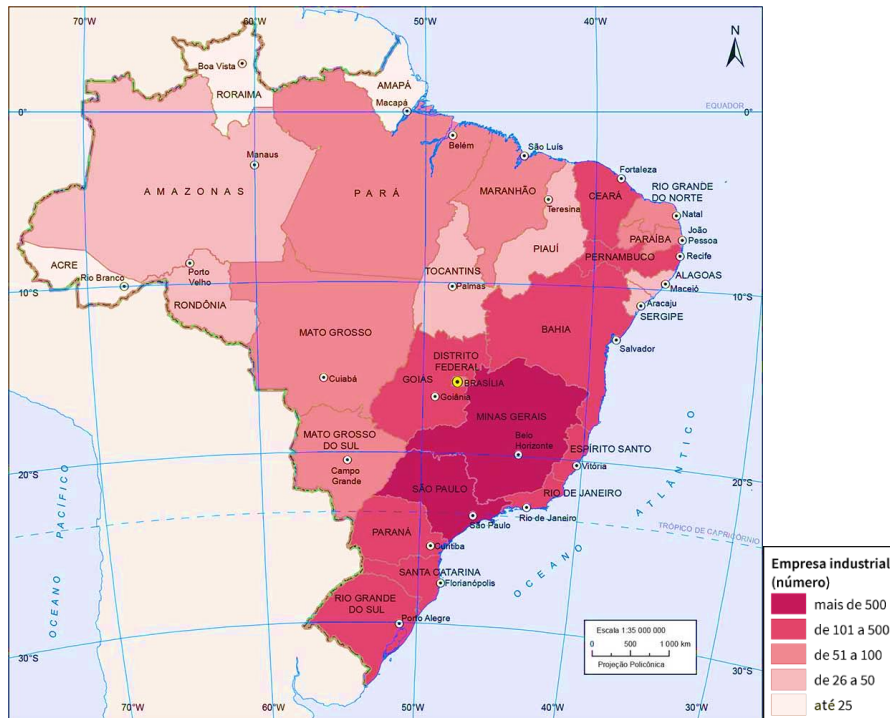 70°W
60°W
50°W
40°W
N
Boa Vista
RORAIMA
AMAPÁ
Macapá
0°
EQUADOR
0°
Belém
São Luís
Manaus
Fortaleza
AMAZONAS
PARÁ
MARANHÃO
CEARÁ
RIO GRANDE
DO NORTE
Teresina
Natal
PARAÍBA
João
Pessoa
PIAUÍ
PERNAMBUCO
Recife
ACRE
Rio Branco
Porto
Velho
TOCANTINS
Palmas
ALAGOAS
Maceió
10°S
10°S
RONDÔNIA
Aracaju
SERGIPE
MATO GROSSO
BAHIA
Salvador
DISTRITO
FEDERAL
Cuiabá
GOIÁS
BRASÍLIA
Goiânia
MINAS GERAIS
MATO GROSSO
DO SUL
Belo
Horizonte
ESPÍRITO SANTO
Vitória
Campo
Grande
20°S
20°S
SÃO PAULO
RIO DE JANEIRO
São Paulo
Rio de Janeiro
TRÓPICO DE CAPRICÓRNIO
PARANÁ
Curitiba
SANTA CATARINA
Florianópolis
RIO GRANDE
DO SUL
Porto Alegre
OCEANO PACÍFICO
OCEANO ATLÂNTICO
30°S
30°S
70°W
60°W
50°W
40°W
30°W
Escala 1:35 000 000
0 500 1 000 km
Projeção Policônica
Empresa industrial
(número)
mais de 500
de 101 a 500
de 51 a 100
de 26 a 50
até 25